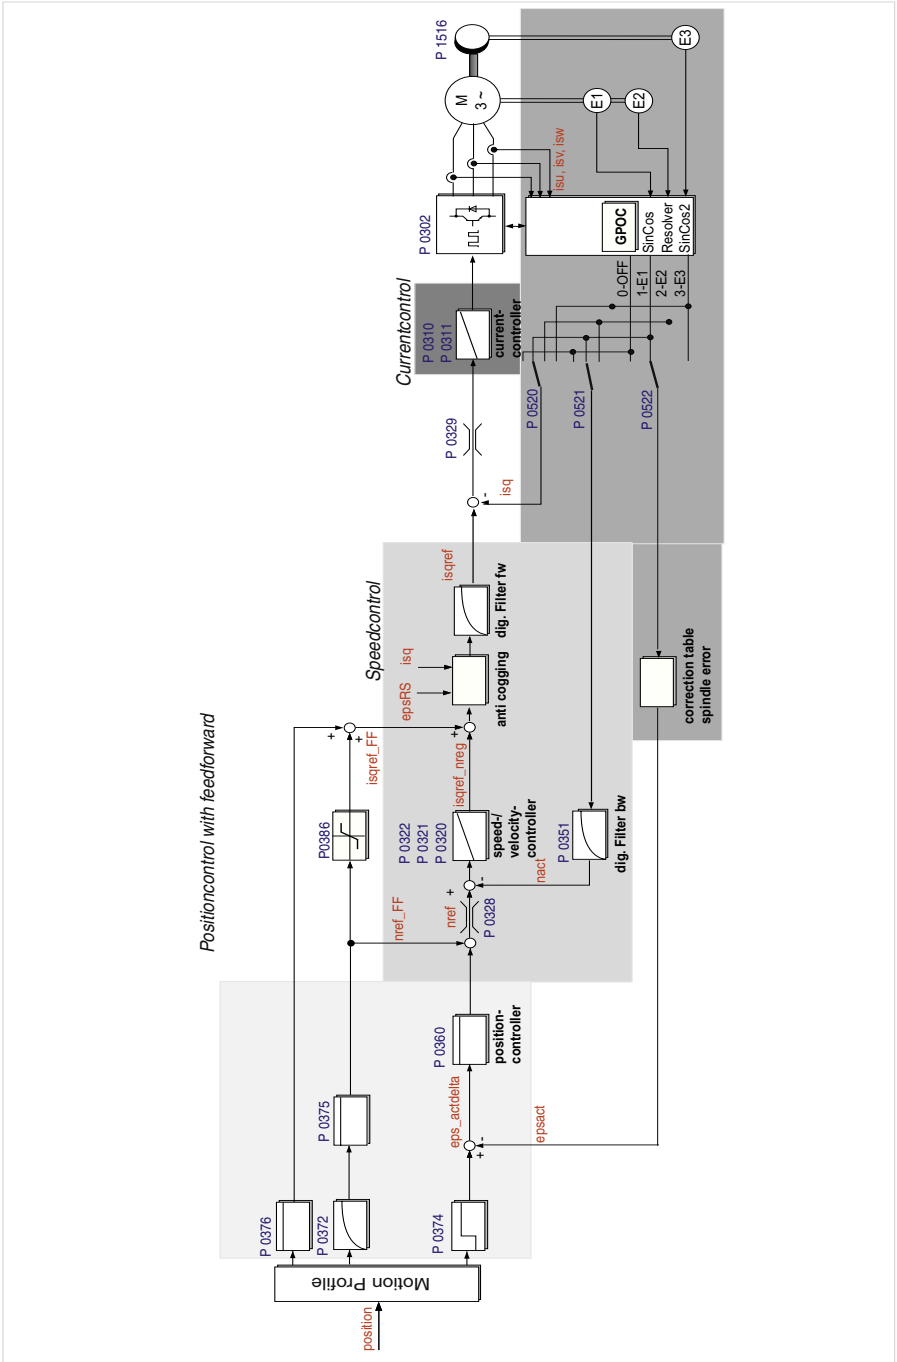 Positioncontrol with feedforward
Speedcontrol
Currentcontrol
position
Motion Profile
P 0376
P 0372
P 0374
P 0375
eps_actdelta
epsact
+
-
P 0360
position-
controller
nref_FF
nref
P 0328
+
-
nact
P 0386
isqref_FF
+
+
P 0322
P 0321
P 0320
speed-/
velocity-
controller
isqref_nreg
+
P 0351
dig. Filter bw
epsRS
isq
anti cogging
dig. Filter fw
isqref
correction table
spindle error
isq
-
P 0329
P 0310
P 0311
current-
controller
P 0520
P 0521
P 0522
0-OFF
1-E1
2-E2
3-E3
P 0302
GPOC
SinCos
Resolver
SinCos2
isu, isv, isw
M
3 ~
E1
E2
E3
P 1516